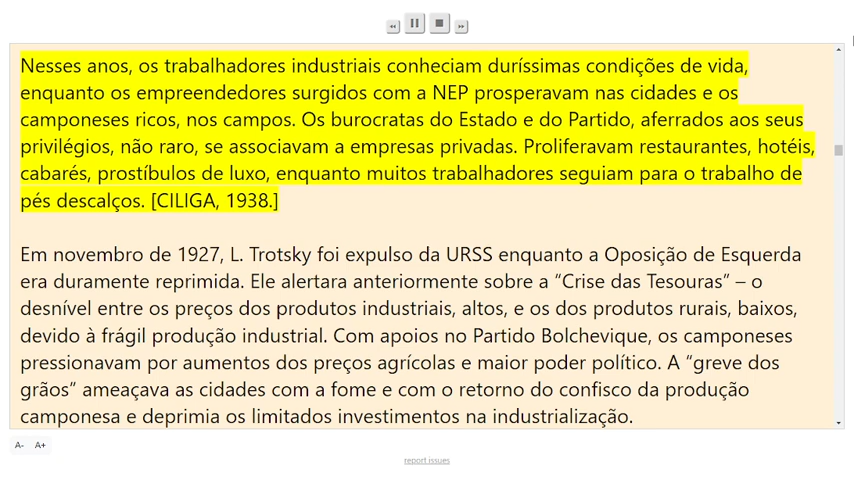 Nesses anos, os trabalhadores industriais conheciam duríssimas condições de vida,
enquanto os empreendedores surgidos com a NEP prosperavam nas cidades e os
camponeses ricos, nos campos. Os burocratas do Estado e do Partido, aferrados aos seus
privilégios, não raro, se associavam a empresas privadas. Proliferavam restaurantes, hotéis,
cabarés, prostíbulos de luxo, enquanto muitos trabalhadores seguiam para o trabalho de
pés descalços. [CILIGA, 1938.]
Em novembro de 1927, L. Trotsky foi expulso da URSS enquanto a Oposição de Esquerda
era duramente reprimida. Ele alertara anteriormente sobre a “Crise das Tesouras” – o
desnível entre os preços dos produtos industriais, altos, e os dos produtos rurais, baixos,
devido à frágil produção industrial. Com apoios no Partido Bolchevique, os camponeses
pressionavam por aumentos dos preços agrícolas e maior poder político. A “greve dos
grãos” ameaçava as cidades com a fome e com o retorno do confisco da produção
camponesa e deprimia os limitados investimentos na industrialização.
A- A+
report issues